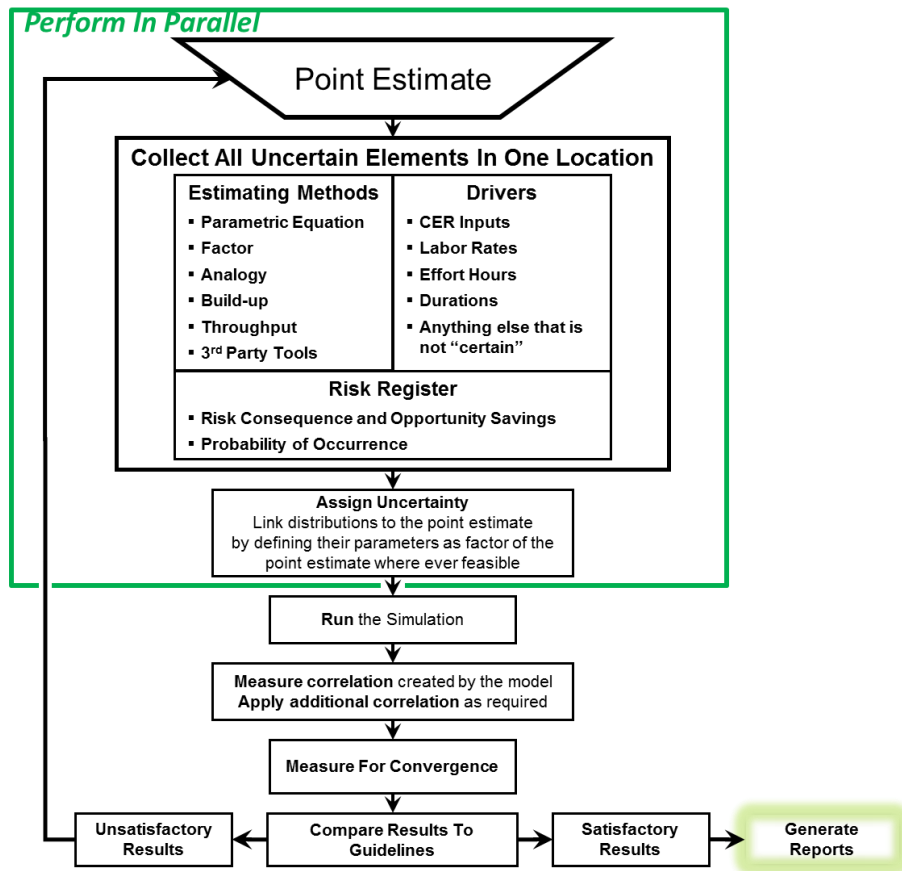 Perform In Parallel
Point Estimate
Collect All Uncertain Elements In One Location
Estimating Methods
▪ Parametric Equation
▪ Factor
▪ Analogy
▪ Build-up
▪ Throughput
▪ 3rd Party Tools
Drivers
▪ CER Inputs
▪ Labor Rates
▪ Effort Hours
▪ Durations
▪ Anything else that is
not “certain”
Risk Register
▪ Risk Consequence and Opportunity Savings
▪ Probability of Occurrence
Assign Uncertainty
Link distributions to the point estimate
by defining their parameters as factor of the
point estimate where ever feasible
Run the Simulation
Measure correlation created by the model
Apply additional correlation as required
Measure For Convergence
Unsatisfactory
Results
Compare Results To
Guidelines
Satisfactory
Results
Generate
Reports